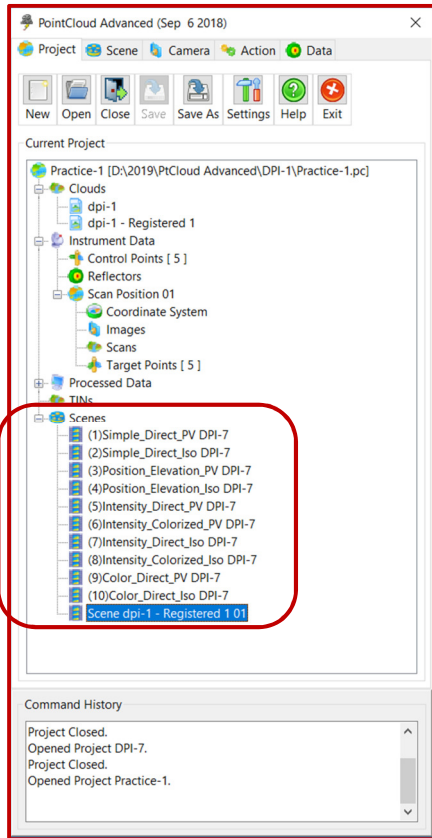 PointCloud Advanced (Sep 6 2018)
Project Scene Camera Action Data
New Open Close Save Save As Settings Help Exit
Current Project
Practice-1 [D:\2019\PtCloud Advanced\DPI-1\Practice-1.pc]
Clouds
dpi-1
dpi-1 - Registered 1
Instrument Data
Control Points [ 5 ]
Reflectors
Scan Position 01
Coordinate System
Images
Scans
Target Points [ 5 ]
Processed Data
TINs
Scenes
(1)Simple_Direct_PV DPI-7
(2)Simple_Direct_Iso DPI-7
(3)Position_Elevation_PV DPI-7
(4)Position_Elevation_Iso DPI-7
(5)Intensity_Direct_PV DPI-7
(6)Intensity_Colorized_PV DPI-7
(7)Intensity_Direct_Iso DPI-7
(8)Intensity_Colorized_Iso DPI-7
(9)Color_Direct_PV DPI-7
(10)Color_Direct_Iso DPI-7
Scene dpi-1 - Registered 1 01
Command History
Project Closed.
Opened Project DPI-7.
Project Closed.
Opened Project Practice-1.